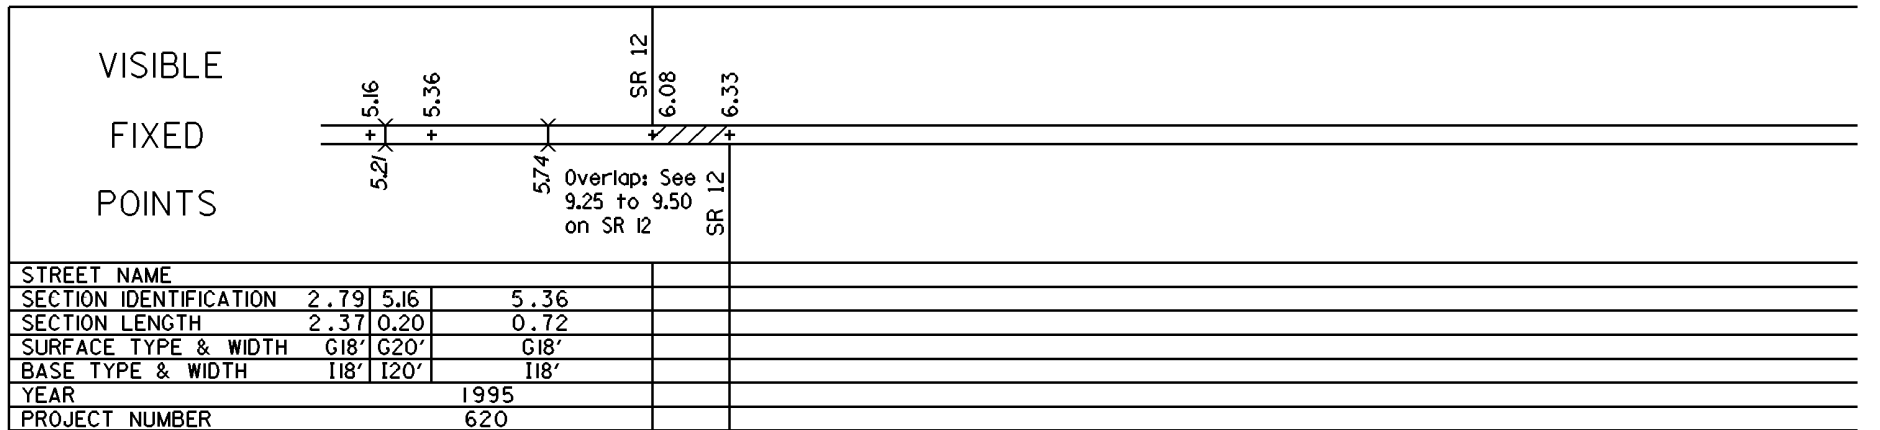 VISIBLE
FIXED
POINTS
5.16
5.36
SR 12
6.08
6.33
5.21
5.74
Overlap: See
9.25 to 9.50
on SR 12
SR 12
STREET NAME
SECTION IDENTIFICATION 2.79 5.16 5.36
SECTION LENGTH 2.37 0.20 0.72
SURFACE TYPE & WIDTH G18' G20' G18'
BASE TYPE & WIDTH I18' I20' I18'
YEAR 1995
PROJECT NUMBER 620